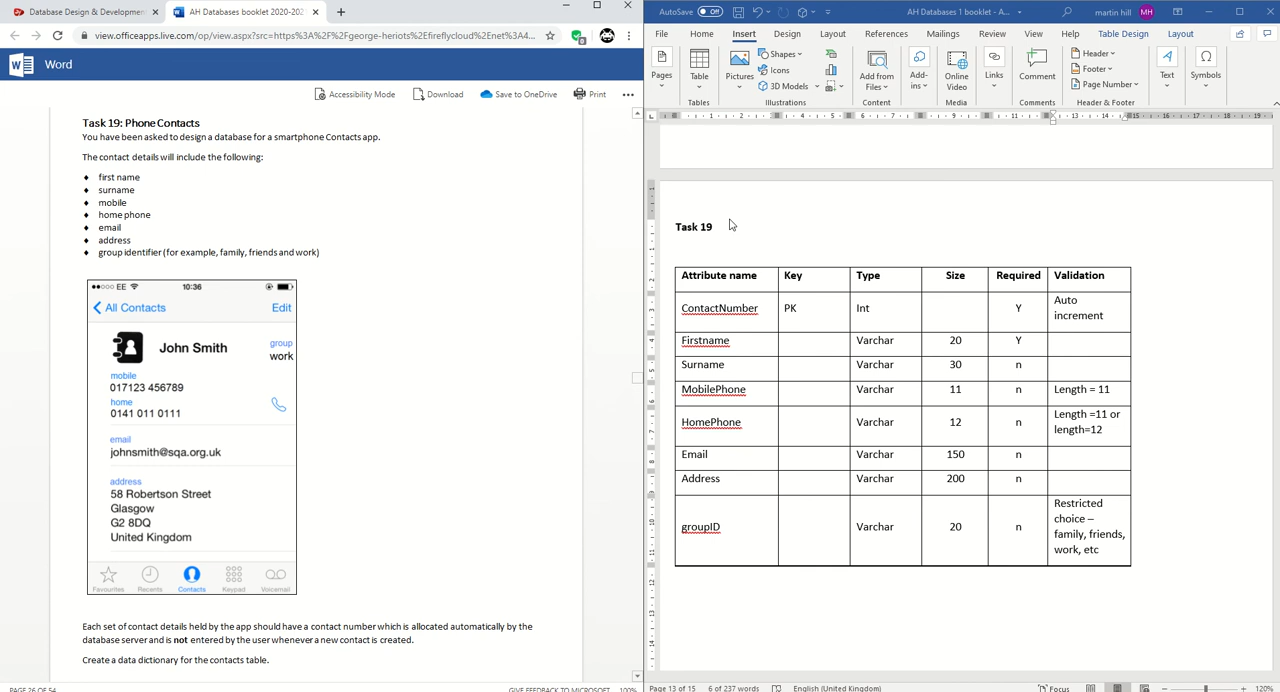 Database Design & Developmen
AH Databases booklet 2020-202
view.officeapps.live.com/op/view.aspx?src=https%3A%2F%2Fgeorge-heriots%2Efireflycloud%2Enet%3A4...
Word
Accessibility Mode
Download
Save to OneDrive
Print
Task 19: Phone Contacts
You have been asked to design a database for a smartphone Contacts app.
The contact details will include the following:
first name
surname
mobile
home phone
email
address
group identifier (for example, family, friends and work)
EE
10:36
All Contacts
Edit
John Smith
group
work
mobile
017123 456789
home
0141 011 0111
email
johnsmith@sqa.org.uk
address
58 Robertson Street
Glasgow
G2 8DQ
United Kingdom
Favourites Recents Contacts Keypad Voicemail
Each set of contact details held by the app should have a contact number which is allocated automatically by the
database server and is not entered by the user whenever a new contact is created.
Create a data dictionary for the contacts table.
PAGE 26 OF 54
GIVE FEEDBACK TO MICROSOFT
100%
AutoSave Off
AH Databases 1 booklet - A...
martin hill MH
File Home Insert Design Layout References Mailings Review View Help Table Design Layout
Pages
Table
Tables
Pictures
Shapes
Icons
3D Models
Illustrations
Add from Files
Content
Add-ins
Online Video
Media
Links
Comment
Comments
Header
Footer
Page Number
Header & Footer
Text
Symbols
Task 19
Attribute name Key Type Size Required Validation
ContactNumber PK Int Y Auto increment
Firstname Varchar 20 Y
Surname Varchar 30 n
MobilePhone Varchar 11 n Length = 11
HomePhone Varchar 12 n Length =11 or length=12
Email Varchar 150 n
Address Varchar 200 n
groupID Varchar 20 n Restricted choice – family, friends, work, etc
Page 13 of 15
6 of 237 words
English (United Kingdom)
Focus
120%